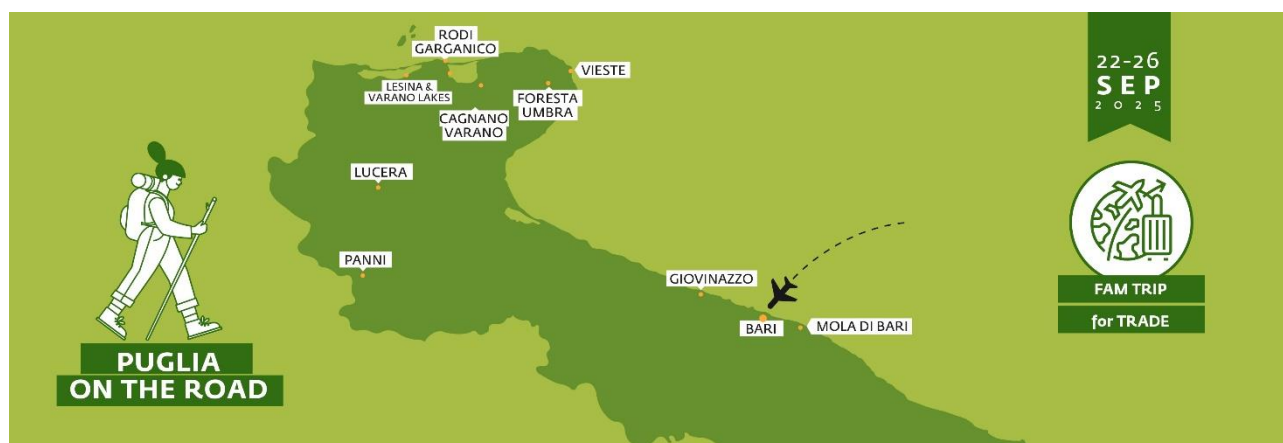 RODI
GARGANICO
VIESTE
LESINA &
VARANO LAKES
FORESTA
UMBRA
CAGNANO
VARANO
LUCERA
PANNI
GIOVINAZZO
BARI
MOLA DI BARI
PUGLIA
ON THE ROAD
22-26
SEP
2025
FAM TRIP
for TRADE